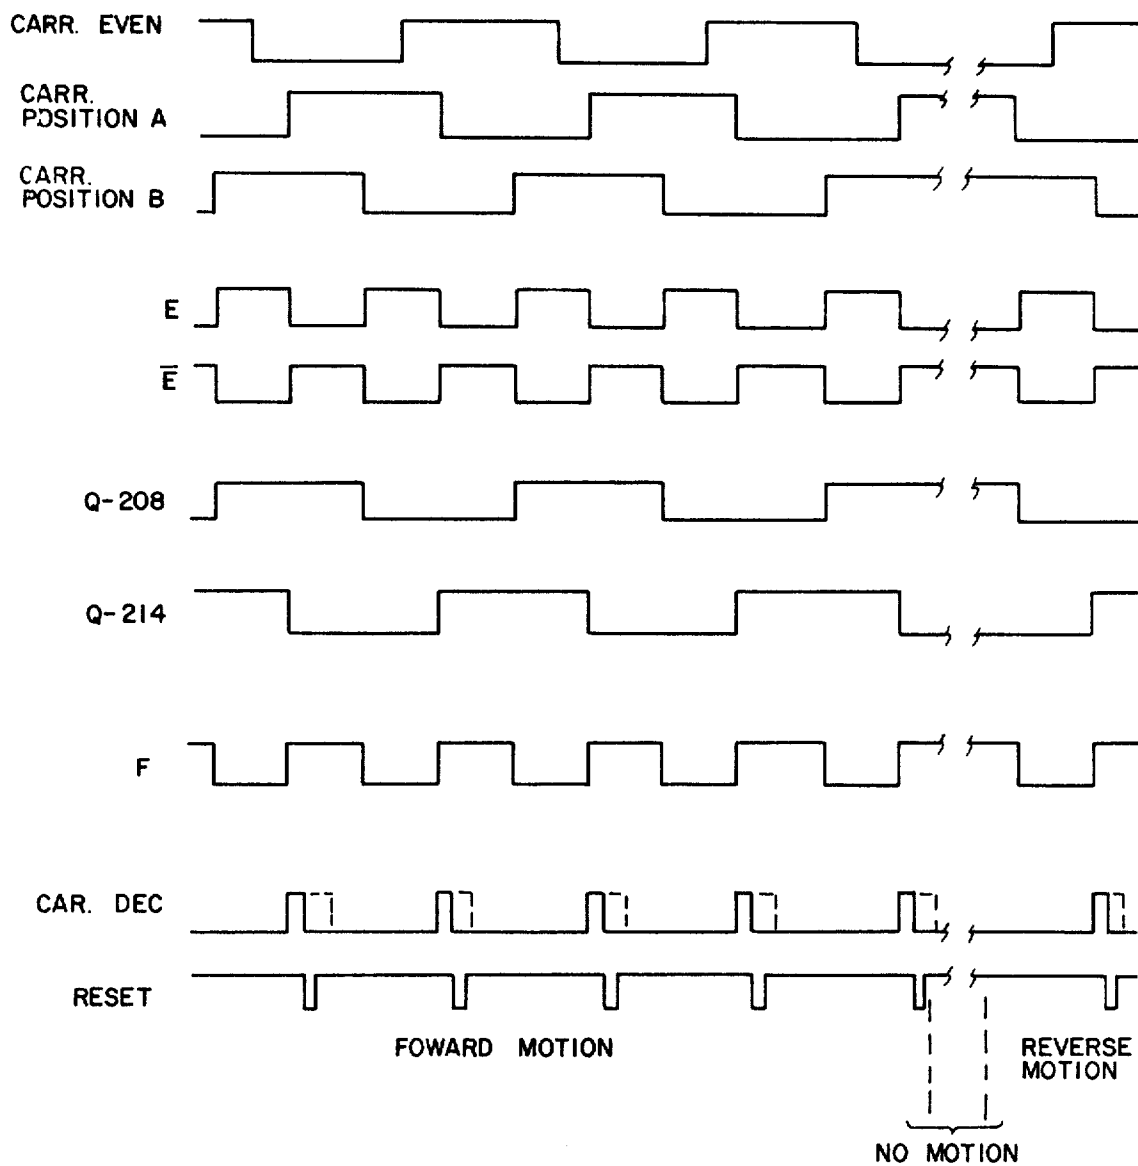 CARR. EVEN
CARR.
POSITION A
CARR.
POSITION B
E
E̅
Q-208
Q-214
F
CAR. DEC
RESET
FOWARD MOTION
REVERSE
MOTION
NO MOTION